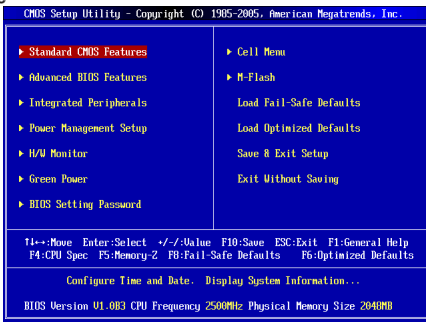 CMOS Setup Utility - Copyright (C) 1985-2005, American Megatrends, Inc.
▶ Standard CMOS Features
▶ Advanced BIOS Features
▶ Integrated Peripherals
▶ Power Management Setup
▶ H/W Monitor
▶ Green Power
▶ BIOS Setting Password
▶ Cell Menu
▶ M-Flash
Load Fail-Safe Defaults
Load Optimized Defaults
Save & Exit Setup
Exit Without Saving
↑↓←→:Move Enter:Select +/-/:Value F10:Save ESC:Exit F1:General Help
F4:CPU Spec F5:Memory-Z F8:Fail-Safe Defaults F6:Optimized Defaults
Configure Time and Date. Display System Information...
BIOS Version V1.0B3 CPU Frequency 2500MHz Physical Memory Size 2048MB